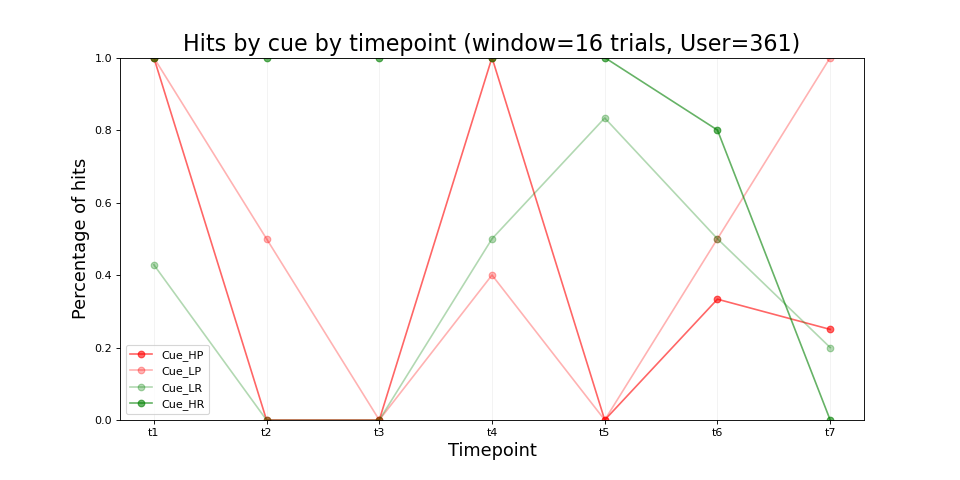 Hits by cue by timepoint (window=16 trials, User=361)
Percentage of hits
1.0
0.8
0.6
0.4
0.2
0.0
Cue_HP
Cue_LP
Cue_LR
Cue_HR
t1 t2 t3 t4 t5 t6 t7
Timepoint